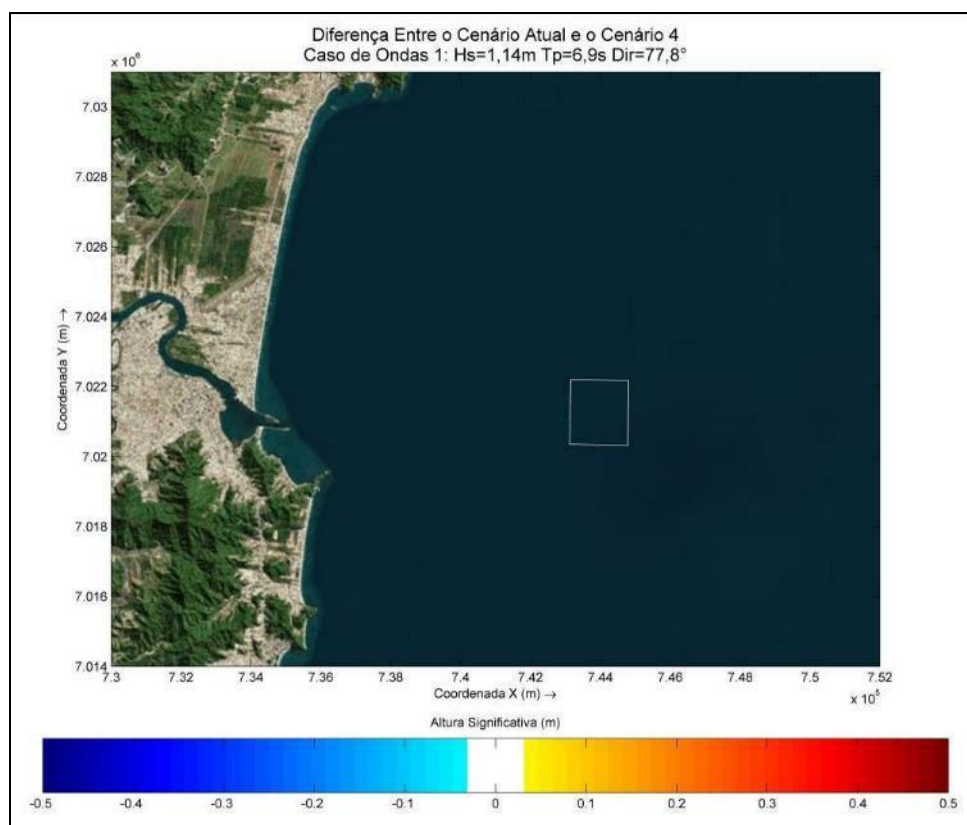 Diferença Entre o Cenário Atual e o Cenário 4
Caso de Ondas 1: Hs=1,14m Tp=6,9s Dir=77,8°
x 10⁶
7.03
7.028
7.026
7.024
7.022
7.02
7.018
7.016
7.014
Coordenada Y (m) →
7.3 7.32 7.34 7.36 7.38 7.4 7.42 7.44 7.46 7.48 7.5 7.52
Coordenada X (m) →
x 10⁵
Altura Significativa (m)
-0.5 -0.4 -0.3 -0.2 -0.1 0 0.1 0.2 0.3 0.4 0.5